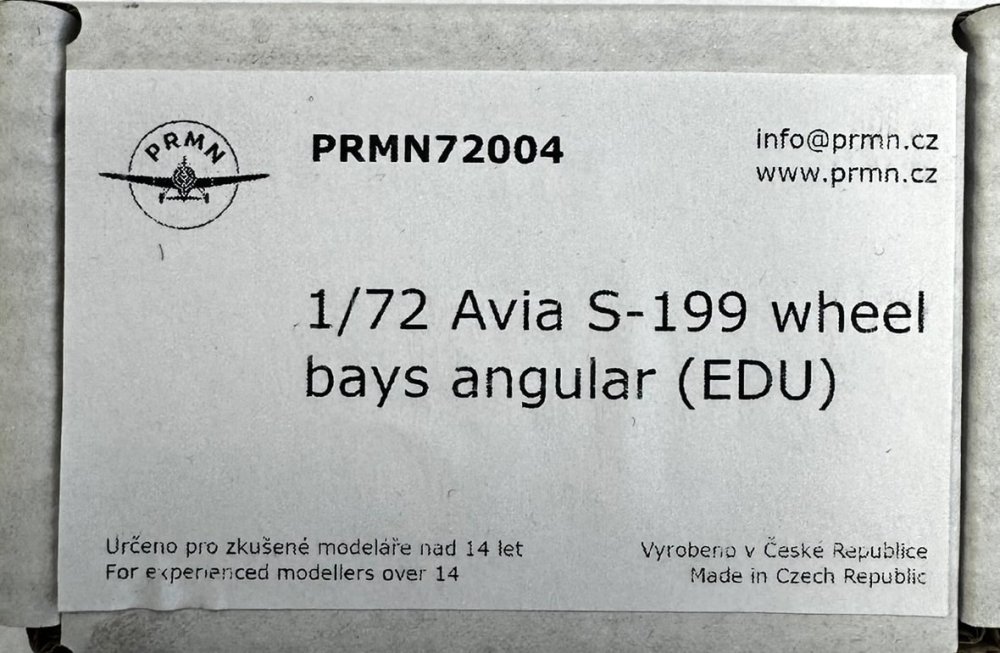 PRMN
PRMN72004
info@prmn.cz
www.prmn.cz
1/72 Avia S-199 wheel
bays angular (EDU)
Určeno pro zkušené modeláře nad 14 let
For experienced modellers over 14
Vyrobeno v České Republice
Made in Czech Republic